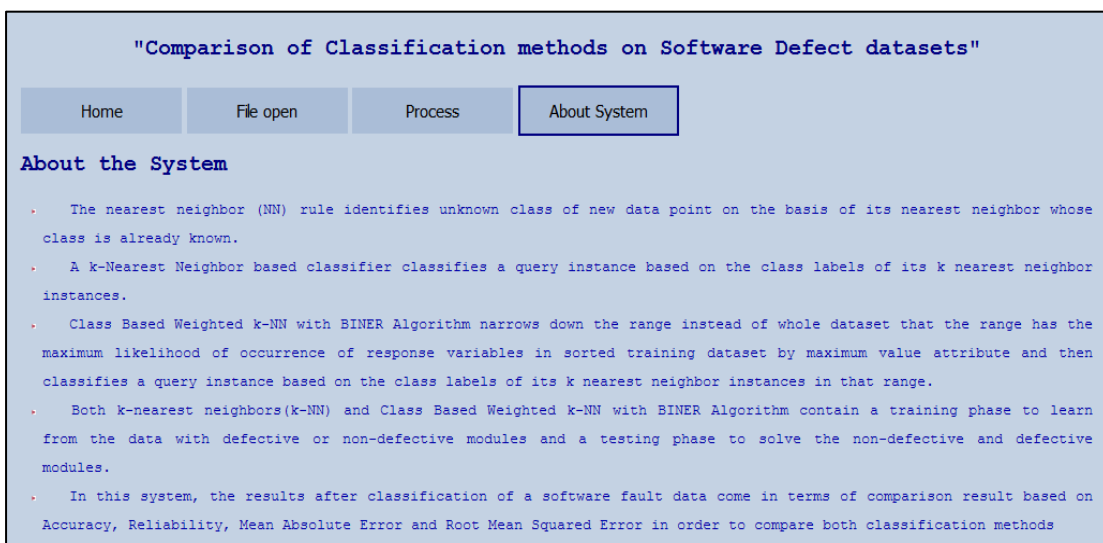 "Comparison of Classification methods on Software Defect datasets"
Home File open Process About System
About the System
The nearest neighbor (NN) rule identifies unknown class of new data point on the basis of its nearest neighbor whose
class is already known.
A k-Nearest Neighbor based classifier classifies a query instance based on the class labels of its k nearest neighbor
instances.
Class Based Weighted k-NN with BINER Algorithm narrows down the range instead of whole dataset that the range has the
maximum likelihood of occurrence of response variables in sorted training dataset by maximum value attribute and then
classifies a query instance based on the class labels of its k nearest neighbor instances in that range.
Both k-nearest neighbors(k-NN) and Class Based Weighted k-NN with BINER Algorithm contain a training phase to learn
from the data with defective or non-defective modules and a testing phase to solve the non-defective and defective
modules.
In this system, the results after classification of a software fault data come in terms of comparison result based on
Accuracy, Reliability, Mean Absolute Error and Root Mean Squared Error in order to compare both classification methods